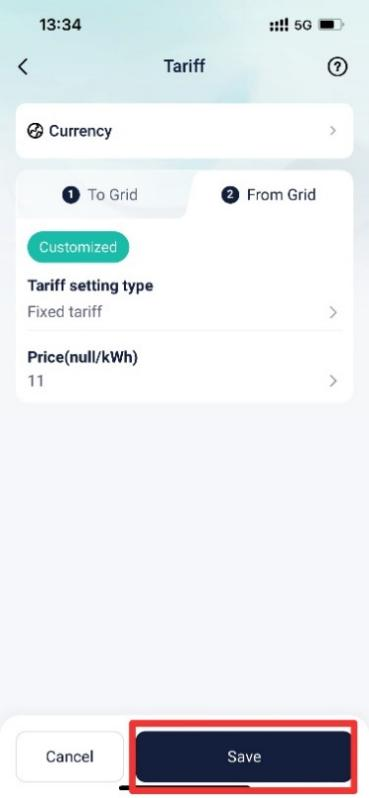 13:34 5G
Tariff
Currency
1 To Grid 2 From Grid
Customized
Tariff setting type
Fixed tariff
Price(null/kWh)
11
Cancel Save